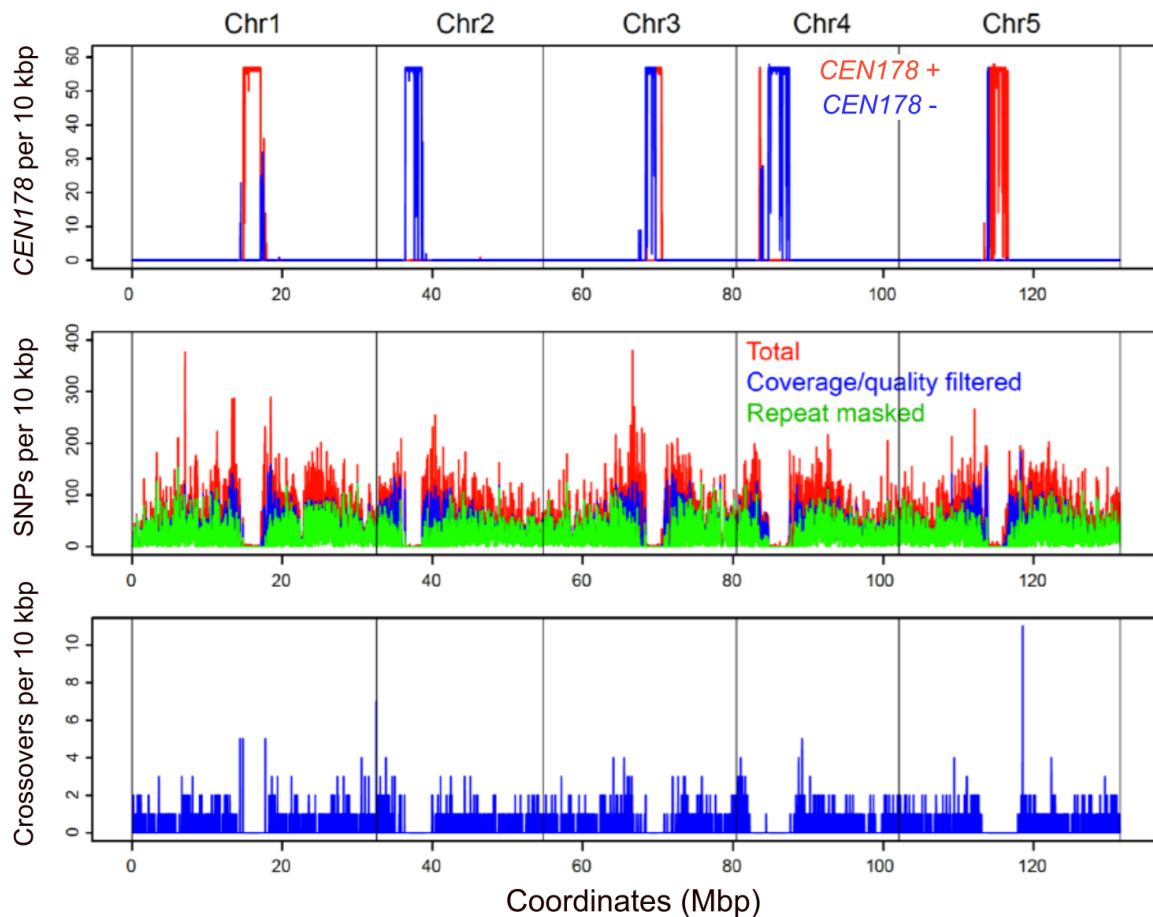 Chr1 Chr2 Chr3 Chr4 Chr5
CEN178 per 10 kbp
60
50
40
30
20
10
0
CEN178 +
CEN178 -
0 20 40 60 80 100 120
SNPs per 10 kbp
400
300
200
100
0
Total
Coverage/quality filtered
Repeat masked
0 20 40 60 80 100 120
Crossovers per 10 kbp
10
8
6
4
2
0
0 20 40 60 80 100 120
Coordinates (Mbp)